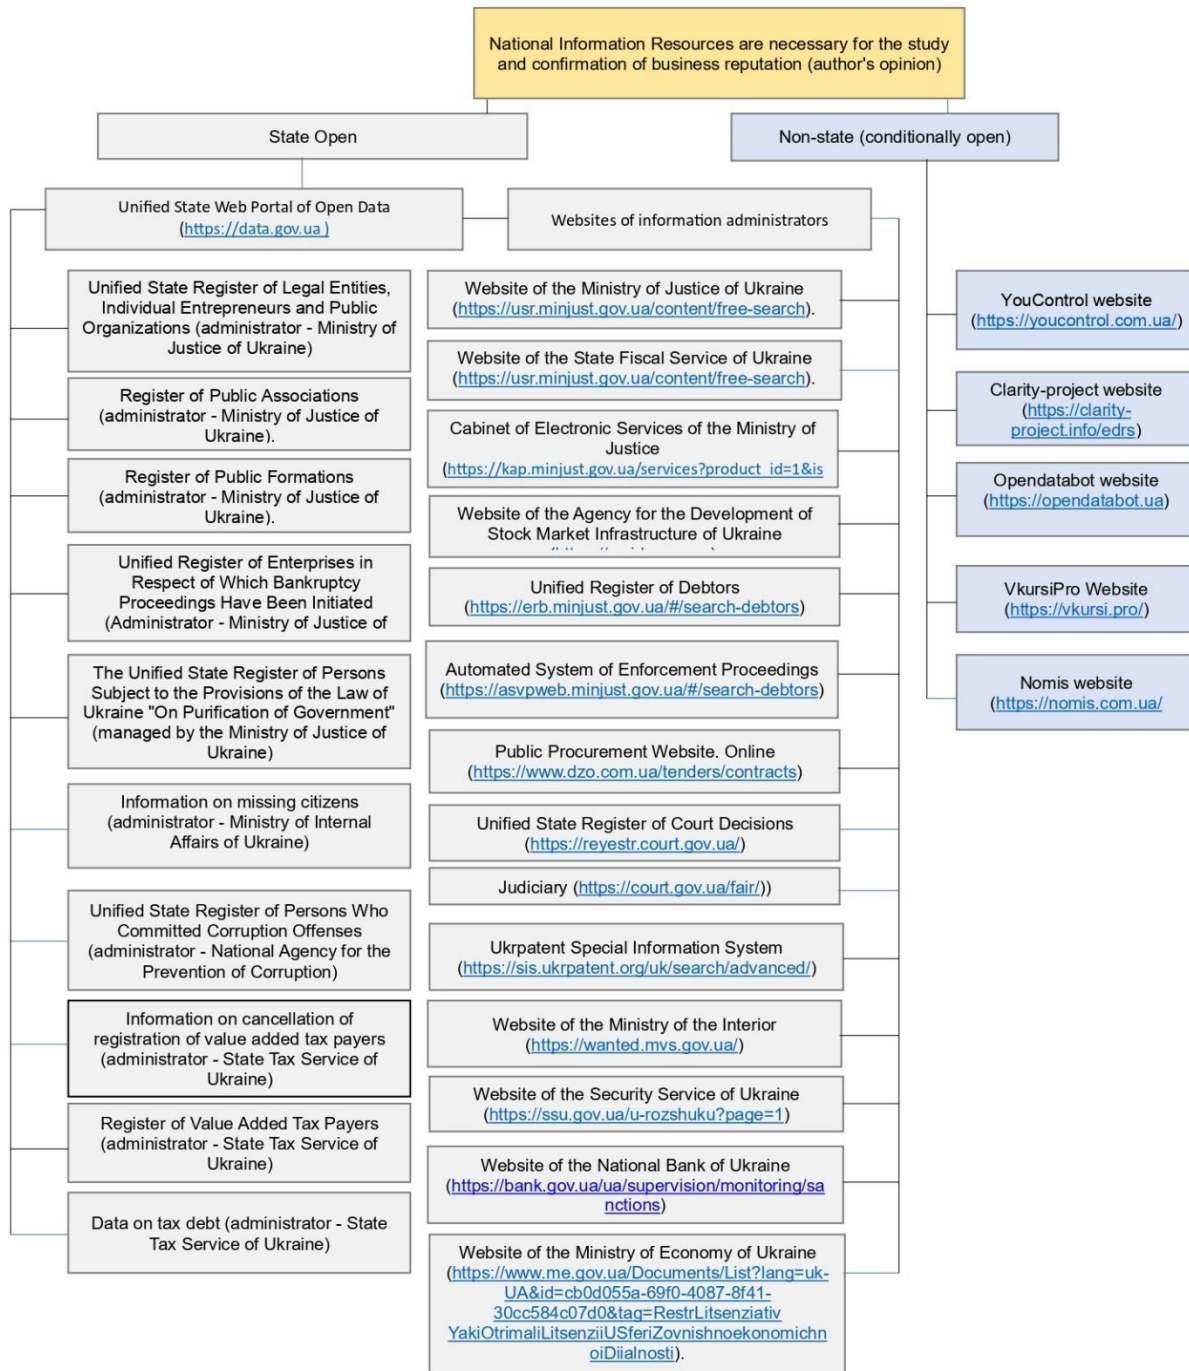 National Information Resources are necessary for the study
and confirmation of business reputation (author's opinion)
State Open
Non-state (conditionally open)
Unified State Web Portal of Open Data
(https://data.gov.ua )
Websites of information administrators
Unified State Register of Legal Entities,
Individual Entrepreneurs and Public
Organizations (administrator - Ministry of
Justice of Ukraine)
Register of Public Associations
(administrator - Ministry of Justice of
Ukraine).
Register of Public Formations
(administrator - Ministry of Justice of
Ukraine).
Unified Register of Enterprises in
Respect of Which Bankruptcy
Proceedings Have Been Initiated
(Administrator - Ministry of Justice of
The Unified State Register of Persons
Subject to the Provisions of the Law of
Ukraine "On Purification of Government"
(managed by the Ministry of Justice of
Ukraine)
Information on missing citizens
(administrator - Ministry of Internal
Affairs of Ukraine)
Unified State Register of Persons Who
Committed Corruption Offenses
(administrator - National Agency for the
Prevention of Corruption)
Information on cancellation of
registration of value added tax payers
(administrator - State Tax Service of
Ukraine)
Register of Value Added Tax Payers
(administrator - State Tax Service of
Ukraine)
Data on tax debt (administrator - State
Tax Service of Ukraine)
Website of the Ministry of Justice of Ukraine
(https://usr.minjust.gov.ua/content/free-search).
Website of the State Fiscal Service of Ukraine
(https://usr.minjust.gov.ua/content/free-search).
Cabinet of Electronic Services of the Ministry of
Justice
(https://kap.minjust.gov.ua/services?product_id=1&is
Website of the Agency for the Development of
Stock Market Infrastructure of Ukraine
Unified Register of Debtors
(https://erb.minjust.gov.ua/#/search-debtors)
Automated System of Enforcement Proceedings
(https://asvpweb.minjust.gov.ua/#/search-debtors)
Public Procurement Website. Online
(https://www.dzo.com.ua/tenders/contracts)
Unified State Register of Court Decisions
(https://reyestr.court.gov.ua/)
Judiciary (https://court.gov.ua/fair/))
Ukrpatent Special Information System
(https://sis.ukrpatent.org/uk/search/advanced/)
Website of the Ministry of the Interior
(https://wanted.mvs.gov.ua/)
Website of the Security Service of Ukraine
(https://ssu.gov.ua/u-rozshuku?page=1)
Website of the National Bank of Ukraine
(https://bank.gov.ua/ua/supervision/monitoring/sa
nctions)
Website of the Ministry of Economy of Ukraine
(https://www.me.gov.ua/Documents/List?lang=uk-
UA&id=cb0d055a-69f0-4087-8f41-
30cc584c07d0&tag=RestrLitsenziativ
YakiOtrimaliLitsenziiUSferiZovnishnoekonomichn
oiDiialnosti).
YouControl website
(https://youcontrol.com.ua/)
Clarity-project website
(https://clarity-
project.info/edrs)
Opendatabot website
(https://opendatabot.ua)
VkursiPro Website
(https://vkursi.pro/)
Nomis website
(https://nomis.com.ua/